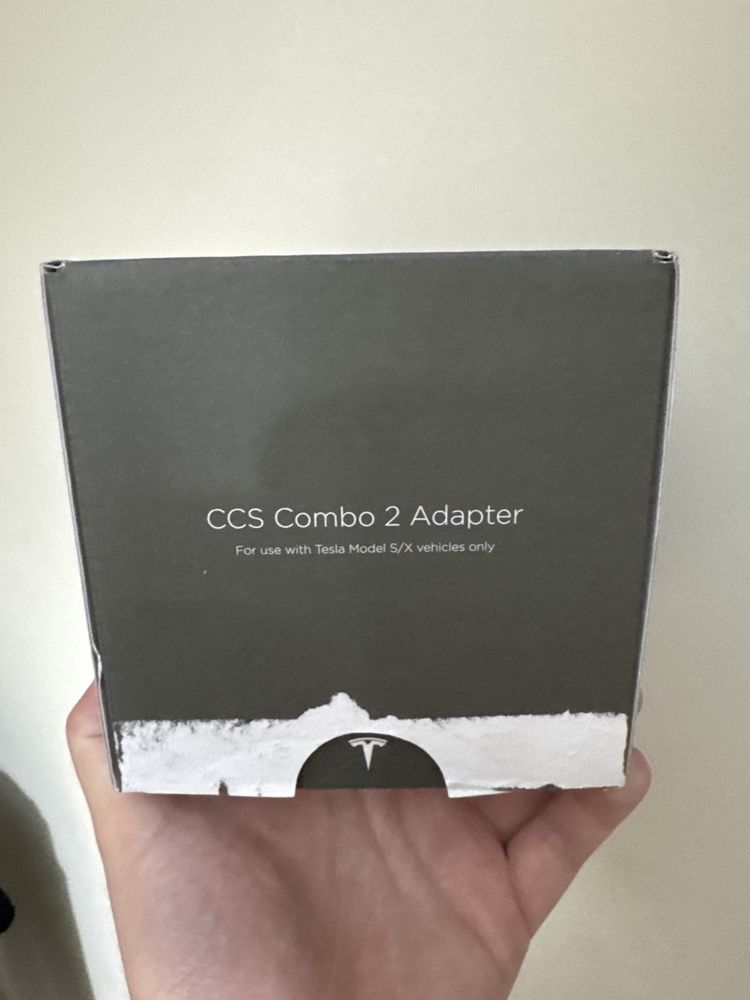 CCS Combo 2 Adapter
For use with Tesla Model S/X vehicles only